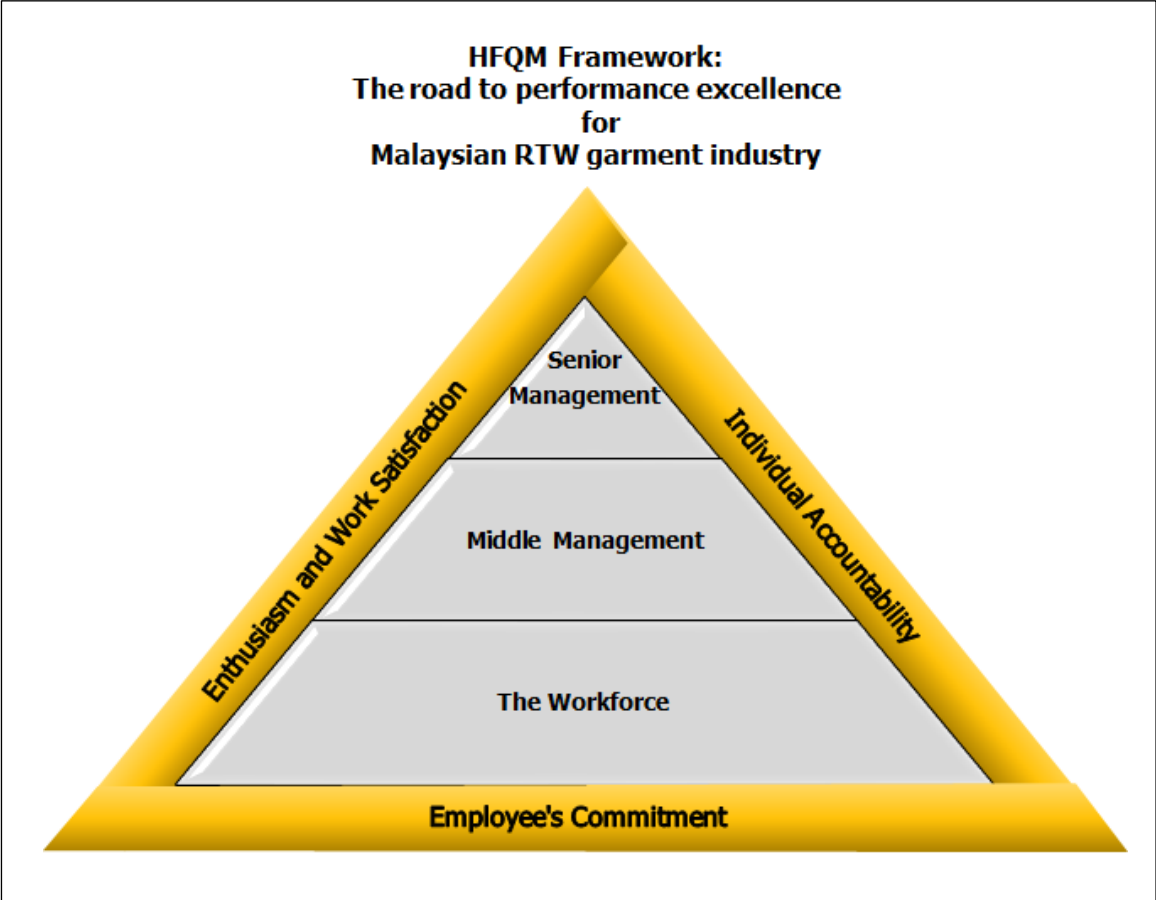 HFQM Framework:
The road to performance excellence
for
Malaysian RTW garment industry
Senior
Management
Enthusiasm and Work Satisfaction
Individual Accountability
Middle Management
The Workforce
Employee's Commitment